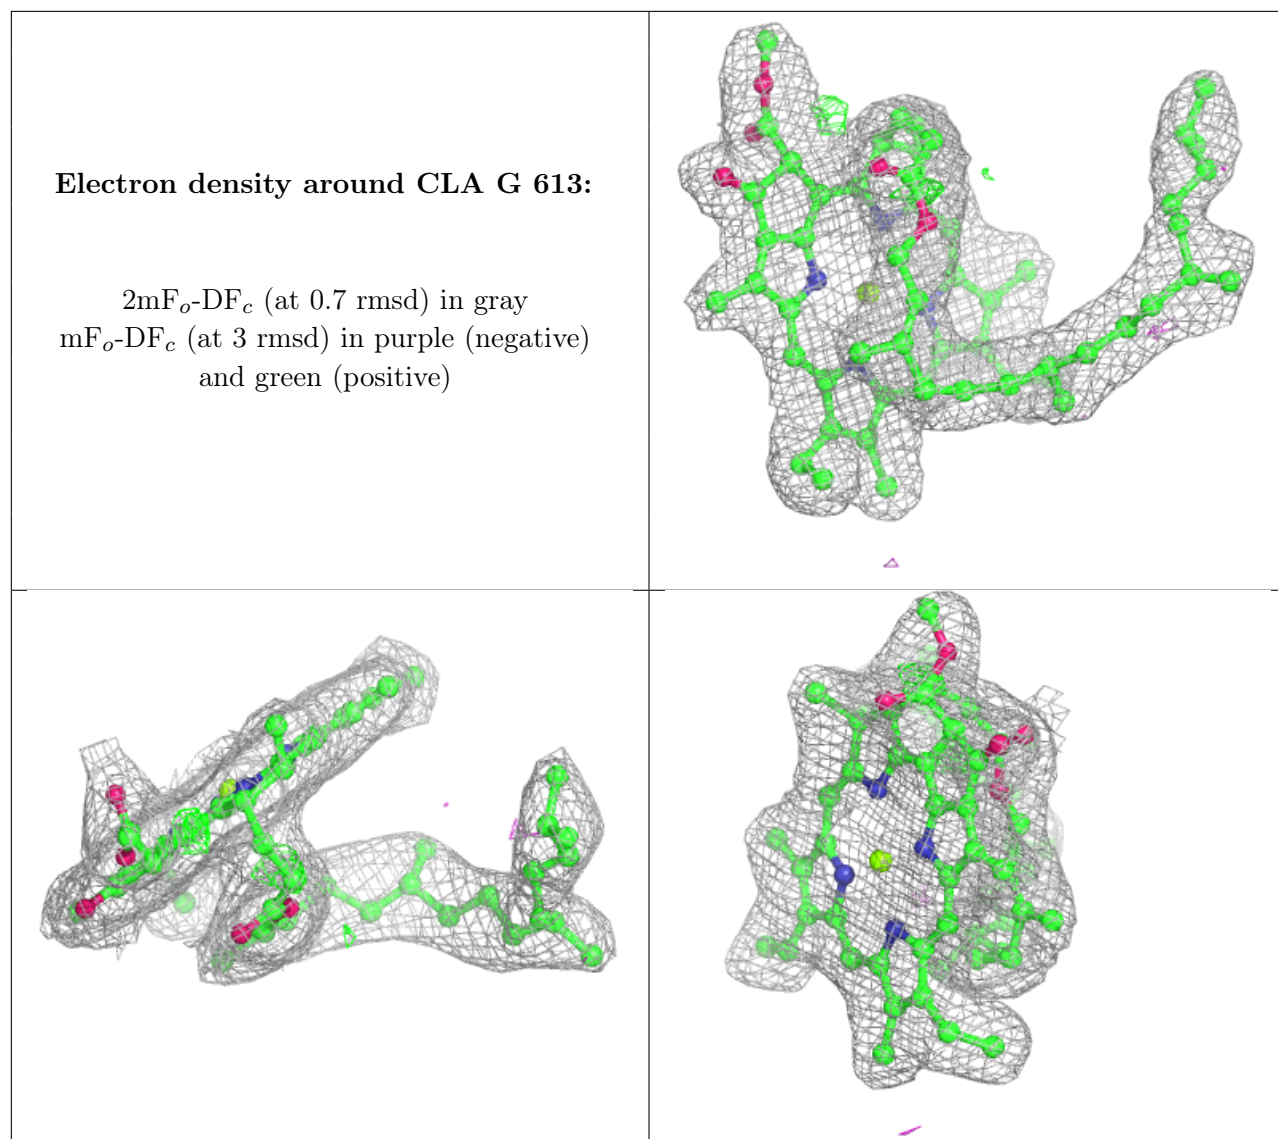 Electron density around CLA G 613:
2mFo-DFc (at 0.7 rmsd) in gray
mFo-DFc (at 3 rmsd) in purple (negative)
and green (positive)